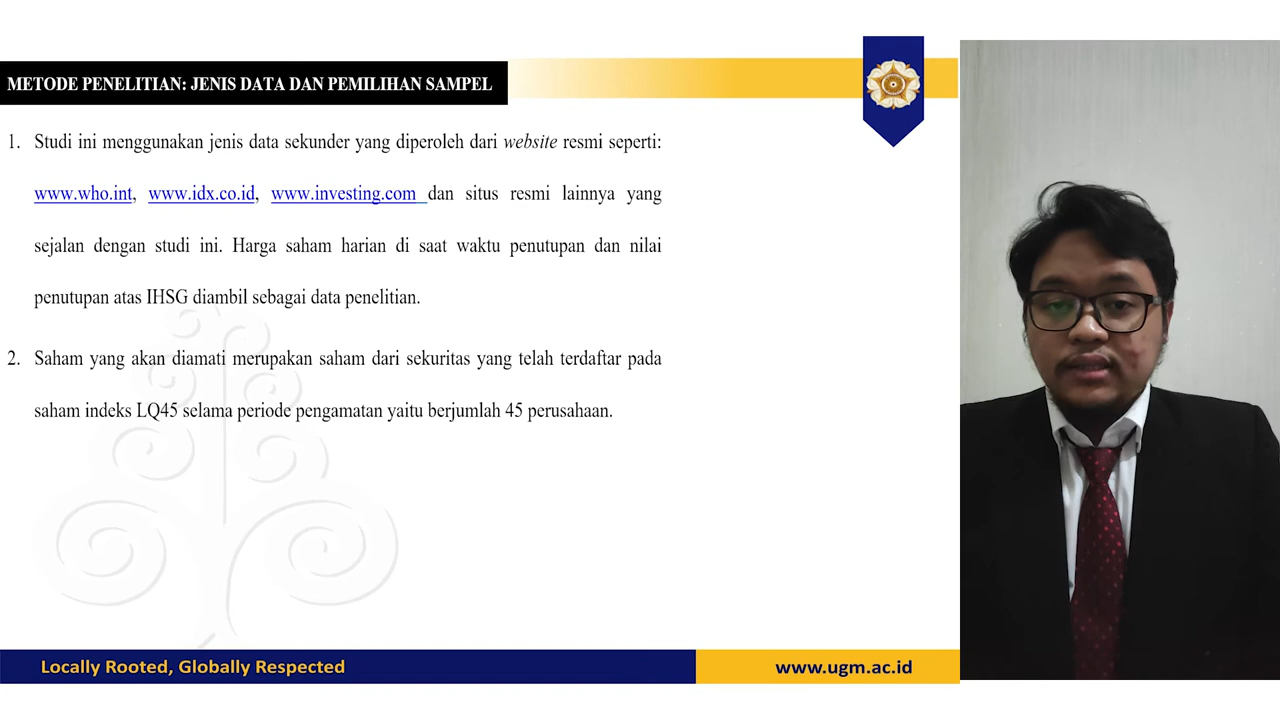 METODE PENELITIAN: JENIS DATA DAN PEMILIHAN SAMPEL
1. Studi ini menggunakan jenis data sekunder yang diperoleh dari website resmi seperti:
www.who.int, www.idx.co.id, www.investing.com dan situs resmi lainnya yang
sejalan dengan studi ini. Harga saham harian di saat waktu penutupan dan nilai
penutupan atas IHSG diambil sebagai data penelitian.
2. Saham yang akan diamati merupakan saham dari sekuritas yang telah terdaftar pada
saham indeks LQ45 selama periode pengamatan yaitu berjumlah 45 perusahaan.
Locally Rooted, Globally Respected
www.ugm.ac.id